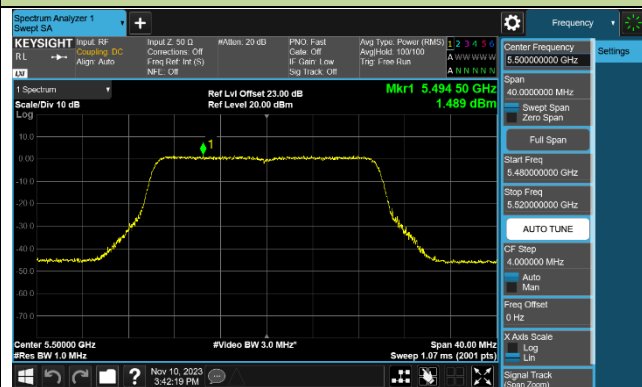 Spectrum Analyzer 1
Swept SA
+
Frequency
KEYSIGHT
RL
LXI
Input: RF
Coupling: DC
Align: Auto
Input Z: 50 Ω
Corrections: Off
Freq Ref: Int (S)
NFE: Off
#Atten: 20 dB
PNO: Fast
Gate: Off
IF Gain: Low
Sig Track: Off
Avg Type: Power (RMS)
Avg|Hold: 100/100
Trig: Free Run
1 2 3 4 5 6
A W W W W W
A N N N N N
1 Spectrum
Scale/Div 10 dB
Log
Ref Lvl Offset 23.00 dB
Ref Level 20.00 dBm
Mkr1 5.494 50 GHz
1.489 dBm
10.0
0.00
-10.0
-20.0
-30.0
-40.0
-50.0
-60.0
-70.0
1
Center 5.50000 GHz
#Res BW 1.0 MHz
#Video BW 3.0 MHz*
Span 40.00 MHz
Sweep 1.07 ms (2001 pts)
Center Frequency
5.500000000 GHz
Settings
Span
40.0000000 MHz
Swept Span
Zero Span
Full Span
Start Freq
5.480000000 GHz
Stop Freq
5.520000000 GHz
AUTO TUNE
CF Step
4.000000 MHz
Auto
Man
Freq Offset
0 Hz
X Axis Scale
Log
Lin
Signal Track
(Span Zoom)
?
Nov 10, 2023
3:42:19 PM